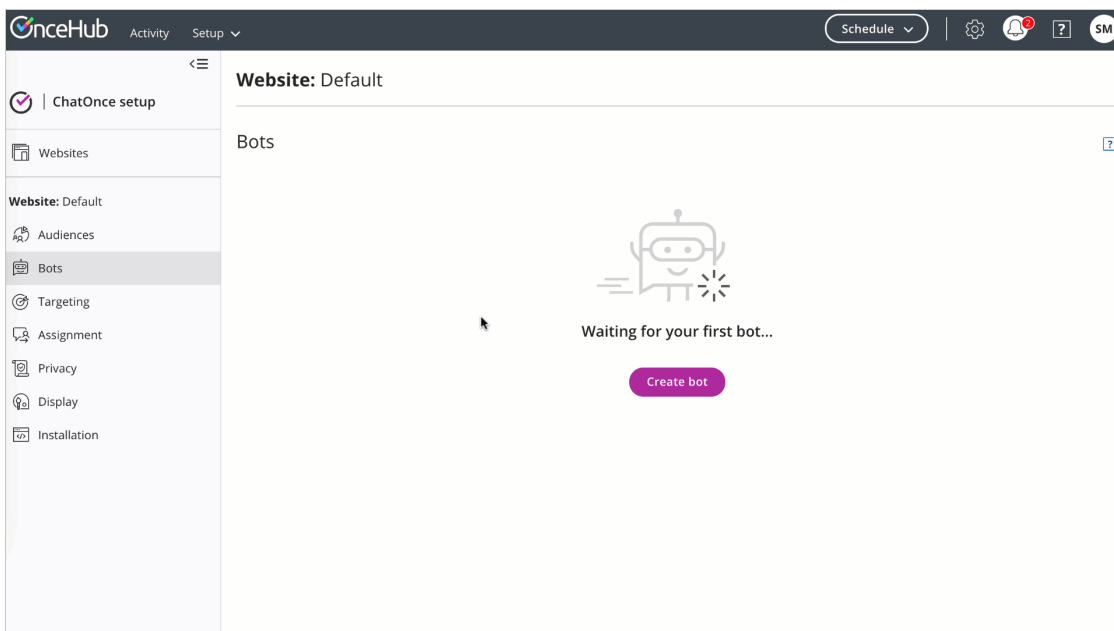 OnceHub Activity Setup Schedule 2 ? SM
ChatOnce setup
Websites
Website: Default
Audiences
Bots
Targeting
Assignment
Privacy
Display
Installation
Website: Default
Bots ?
Waiting for your first bot...
Create bot